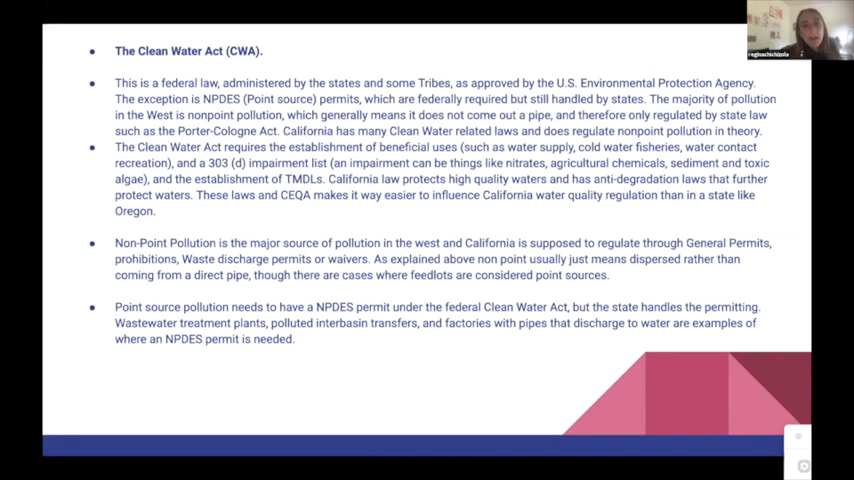 The Clean Water Act (CWA).
This is a federal law, administered by the states and some Tribes, as approved by the U.S. Environmental Protection Agency.
The exception is NPDES (Point source) permits, which are federally required but still handled by states. The majority of pollution
in the West is nonpoint pollution, which generally means it does not come out a pipe, and therefore only regulated by state law
such as the Porter-Cologne Act. California has many Clean Water related laws and does regulate nonpoint pollution in theory.
The Clean Water Act requires the establishment of beneficial uses (such as water supply, cold water fisheries, water contact
recreation), and a 303 (d) impairment list (an impairment can be things like nitrates, agricultural chemicals, sediment and toxic
algae), and the establishment of TMDLs. California law protects high quality waters and has anti-degradation laws that further
protect waters. These laws and CEQA makes it way easier to influence California water quality regulation than in a state like
Oregon.
Non-Point Pollution is the major source of pollution in the west and California is supposed to regulate through General Permits,
prohibitions, Waste discharge permits or waivers. As explained above non point usually just means dispersed rather than
coming from a direct pipe, though there are cases where feedlots are considered point sources.
Point source pollution needs to have a NPDES permit under the federal Clean Water Act, but the state handles the permitting.
Wastewater treatment plants, polluted interbasin transfers, and factories with pipes that discharge to water are examples of
where an NPDES permit is needed.
reginachichizola